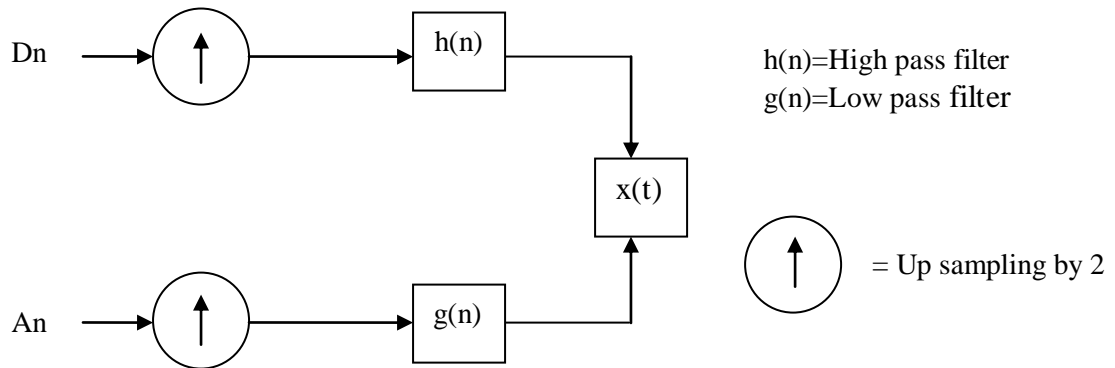 Dn
h(n)
h(n)=High pass filter
g(n)=Low pass filter
x(t)
= Up sampling by 2
An
g(n)